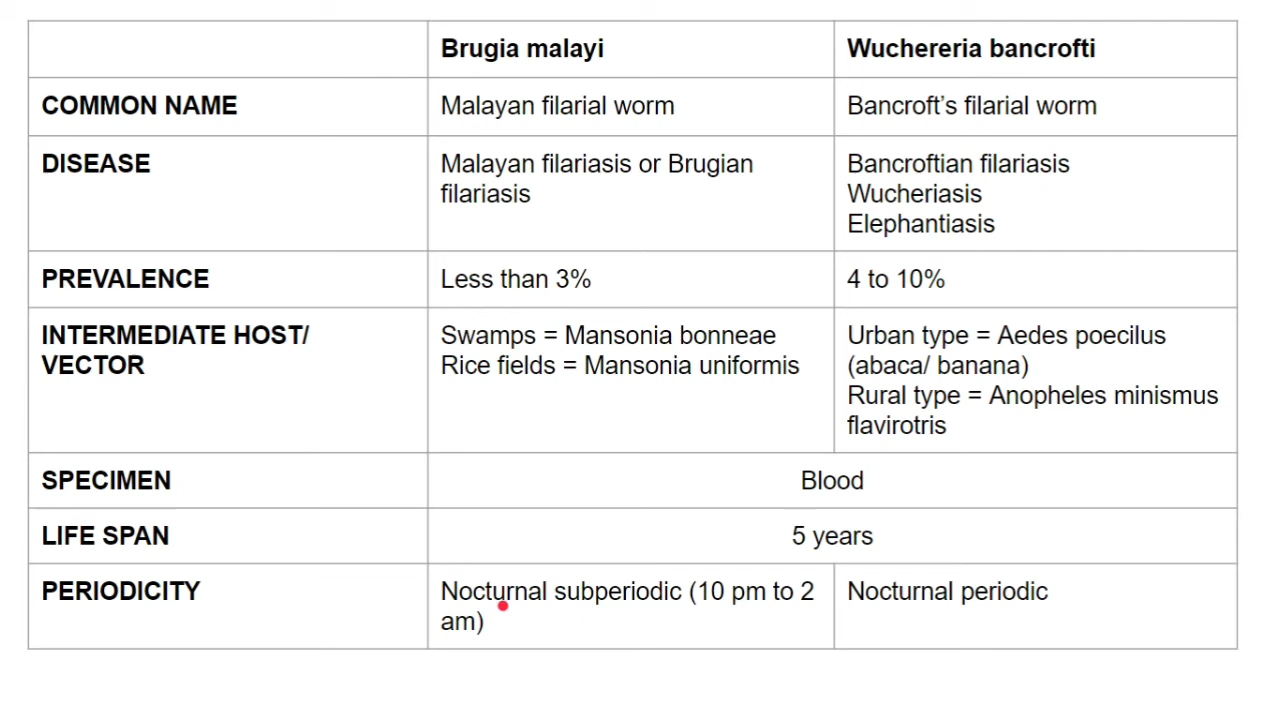 Brugia malayi
Wuchereria bancrofti
COMMON NAME
Malayan filarial worm
Bancroft’s filarial worm
DISEASE
Malayan filariasis or Brugian
filariasis
Bancroftian filariasis
Wucheriasis
Elephantiasis
PREVALENCE
Less than 3%
4 to 10%
INTERMEDIATE HOST/
VECTOR
Swamps = Mansonia bonneae
Rice fields = Mansonia uniformis
Urban type = Aedes poecilus
(abaca/ banana)
Rural type = Anopheles minismus
flavirotris
SPECIMEN
Blood
LIFE SPAN
5 years
PERIODICITY
Nocturnal subperiodic (10 pm to 2
am)
Nocturnal periodic